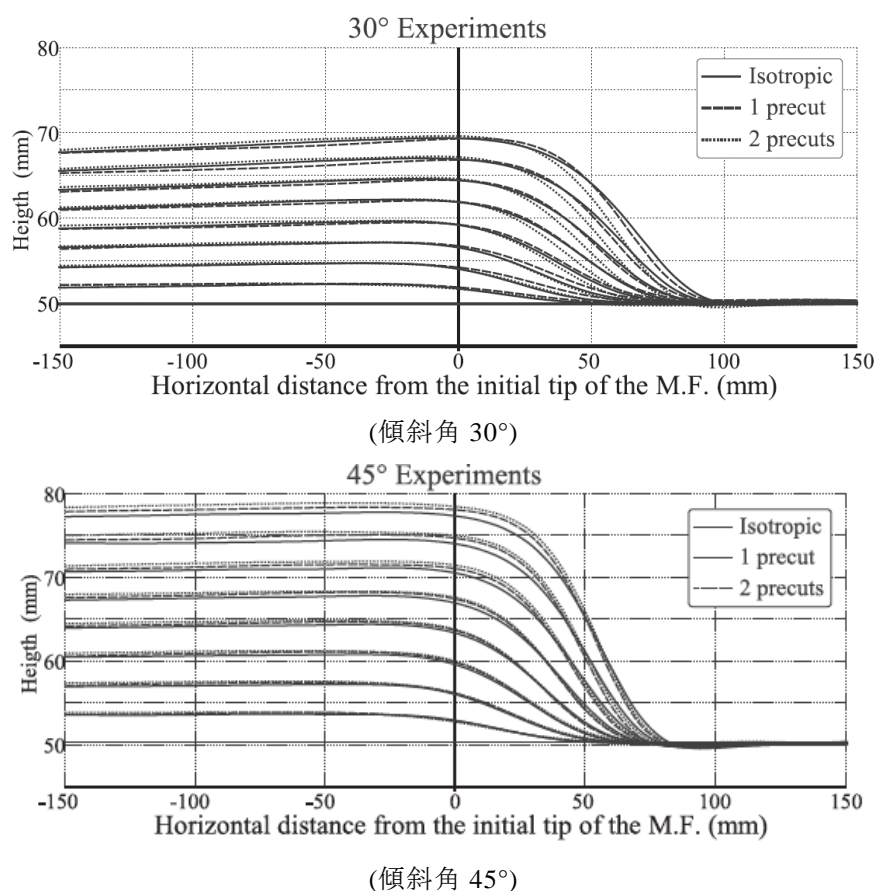 30° Experiments
80
70
60
50
Heigth (mm)
Isotropic
1 precut
2 precuts
-150 -100 -50 0 50 100 150
Horizontal distance from the initial tip of the M.F. (mm)
(傾斜角 30°)
45° Experiments
80
70
60
50
Heigth (mm)
Isotropic
1 precut
2 precuts
-150 -100 -50 0 50 100 150
Horizontal distance from the initial tip of the M.F. (mm)
(傾斜角 45°)